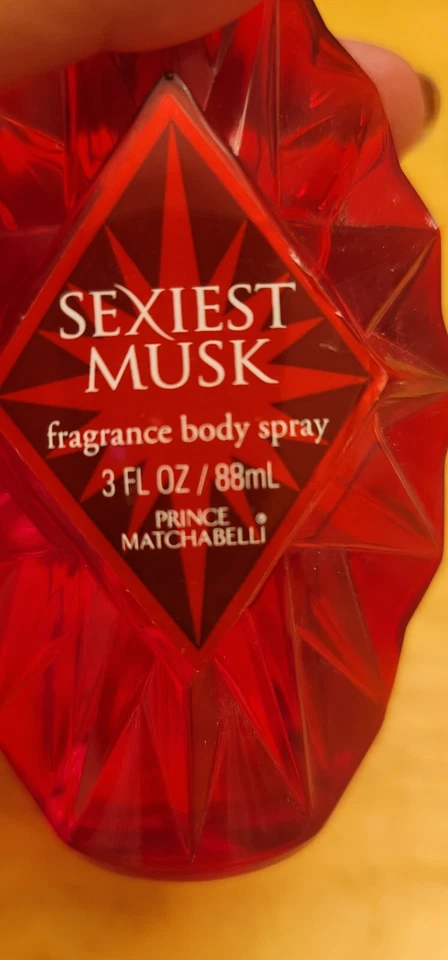 SEXIEST
MUSK
fragrance body spray
3 FL OZ / 88mL
PRINCE
MATCHABELLI®